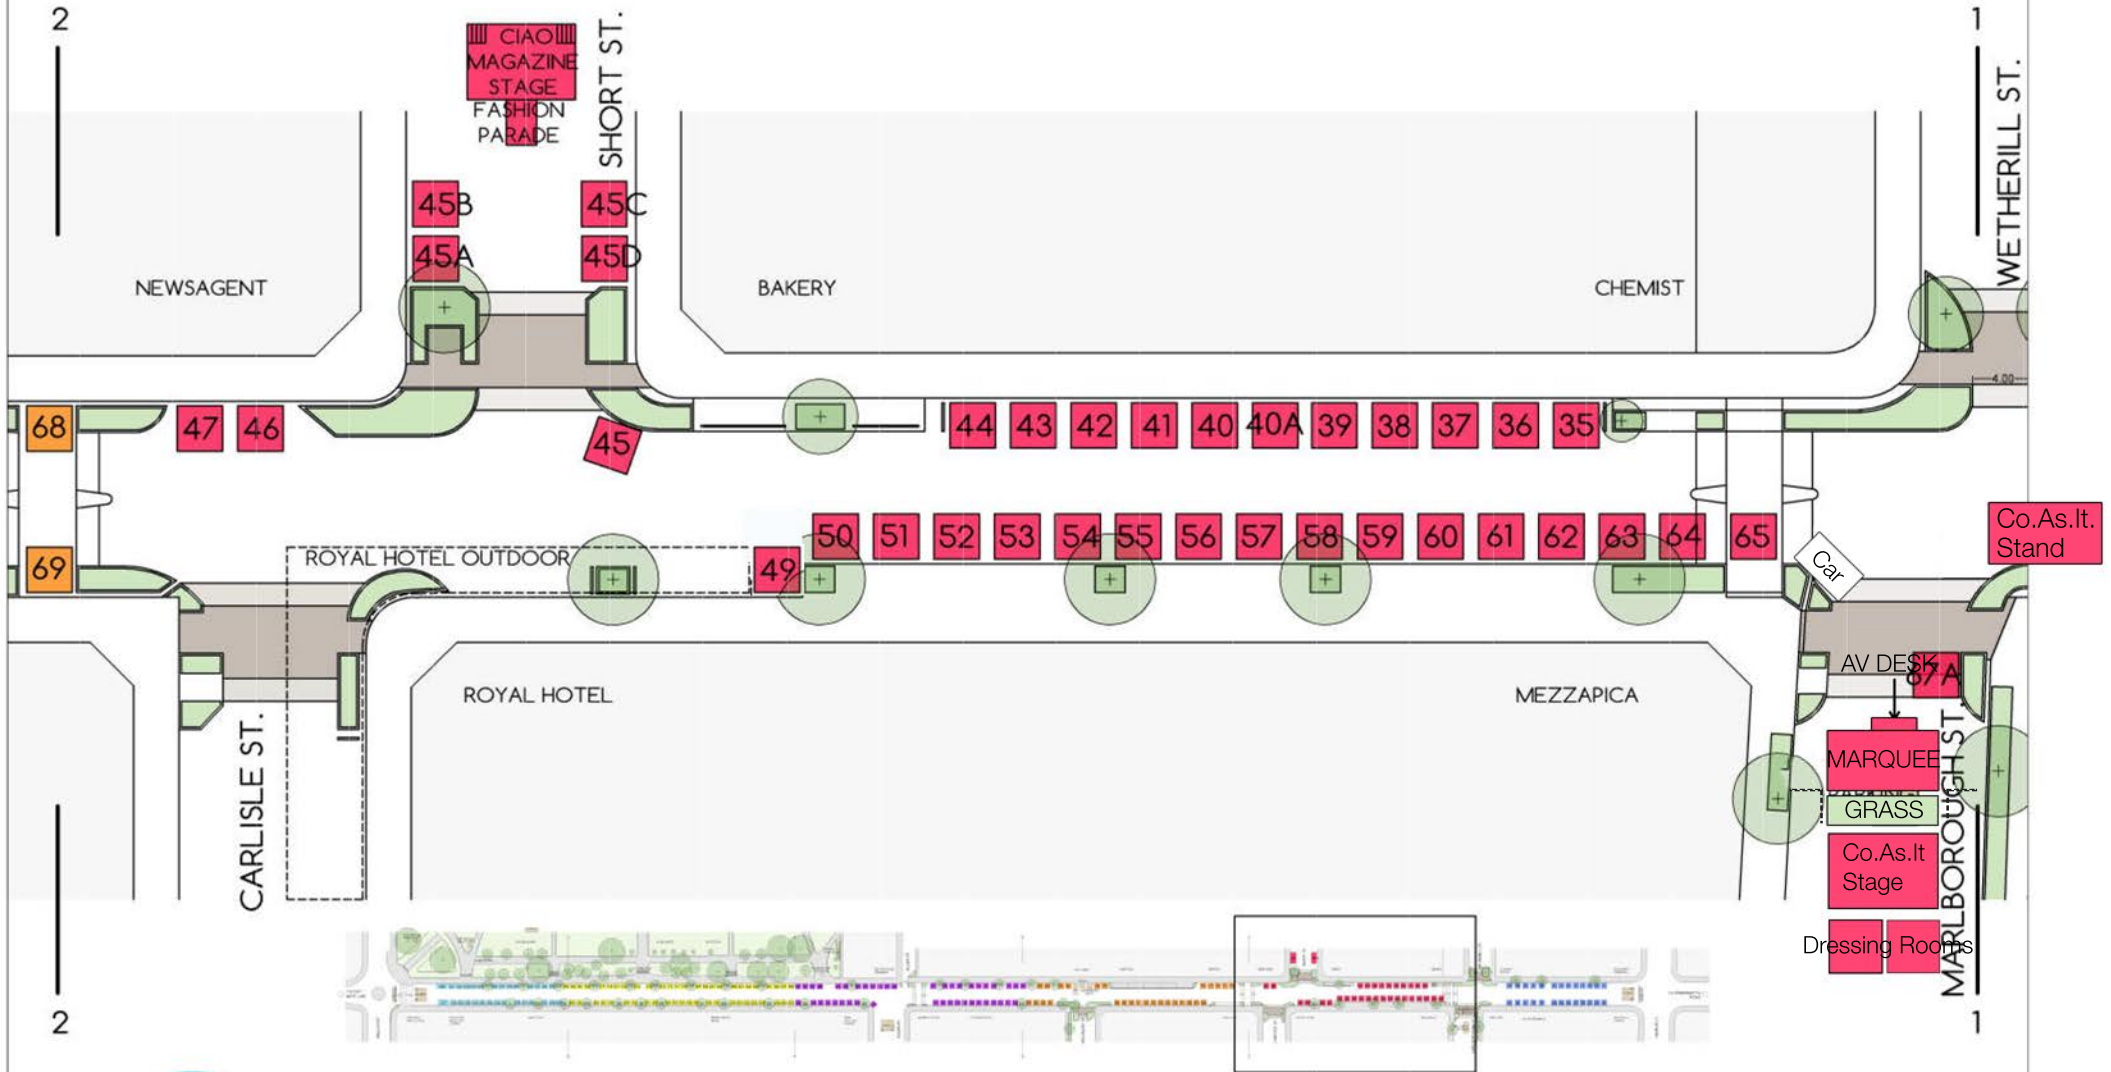 2
1
CIAO
MAGAZINE
STAGE
FASHION
PARADE
SHORT ST.
WETHERILL ST.
45B
45C
45A
45D
NEWSAGENT
BAKERY
CHEMIST
4.00
68
47
46
45
44
43
42
41
40
40A
39
38
37
36
35
50
51
52
53
54
55
56
57
58
59
60
61
62
63
64
65
Co.As.It.
Stand
ROYAL HOTEL OUTDOOR
69
49
Car
AV DESK
67A
ROYAL HOTEL
MEZZAPICA
CARLISLE ST.
MARLBOROUGH ST.
MARQUEE
GRASS
Co.As.It
Stage
Dressing Rooms
2
1